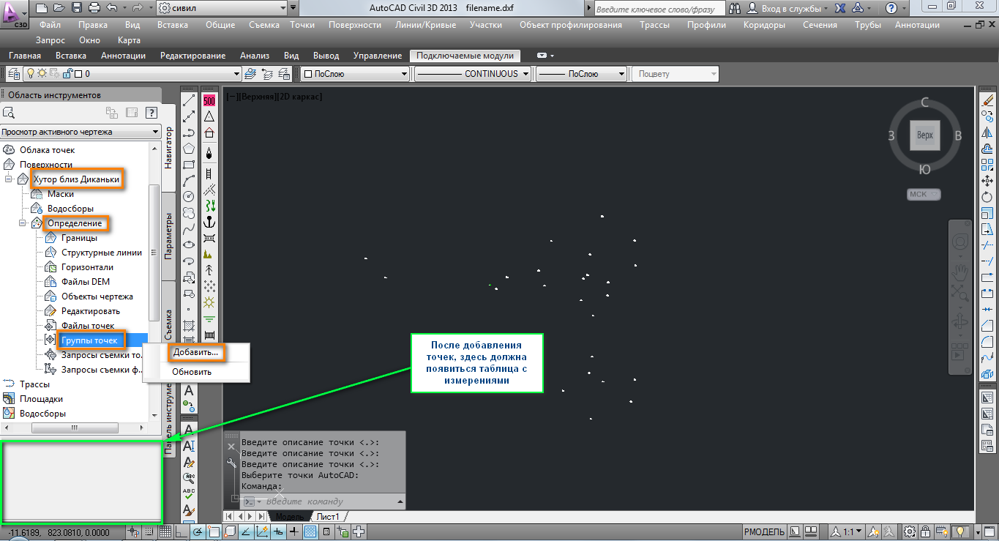 сивил
AutoCAD Civil 3D 2013 filename.dxf
Введите ключевое слово/фразу
Вход в службы
C3D
Файл Правка Вид Вставка Общие Съемка Точки Поверхности Линии/Кривые Участки Объект профилирования Трассы Профили Коридоры Сечения Трубы Аннотации
Запрос Окно Карта
Главная Вставка Аннотации Редактирование Анализ Вид Вывод Управление Подключаемые модули
0 ПоСлою CONTINUOUS ПоСлою Поцвету
Область инструментов
Просмотр активного чертежа
Облака точек
Поверхности
Хутор близ Диканьки
Маски
Водосборы
Определение
Границы
Структурные линии
Горизонтали
Файлы DEM
Объекты чертежа
Редактировать
Файлы точек
Группы точек
Запросы съемки то..
Запросы съемки ф..
Трассы
Площадки
Водосборы
Навигатор
Параметры
Съемка
Панель инструме
500
[−][Верхняя][2D каркас]
С
З Верх В
Ю
МСК
Добавить...
Обновить
После добавления
точек, здесь должна
появиться таблица с
измерениями
Введите описание точки <.>:
Введите описание точки <.>:
Введите описание точки <.>:
Выберите точки AutoCAD:
Команда:
Введите команду
Модель Лист1
-11.6189, 823.0810, 0.0000
РМОДЕЛЬ
1:1